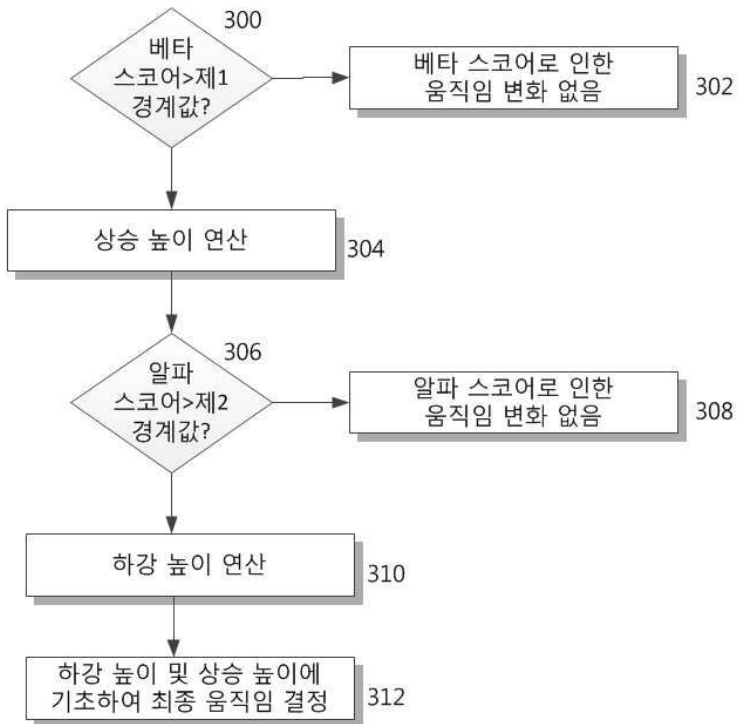 300
베타
스코어>제1
경계값?
베타 스코어로 인한
움직임 변화 없음
302
상승 높이 연산
304
306
알파
스코어>제2
경계값?
알파 스코어로 인한
움직임 변화 없음
308
하강 높이 연산
310
하강 높이 및 상승 높이에
기초하여 최종 움직임 결정
312